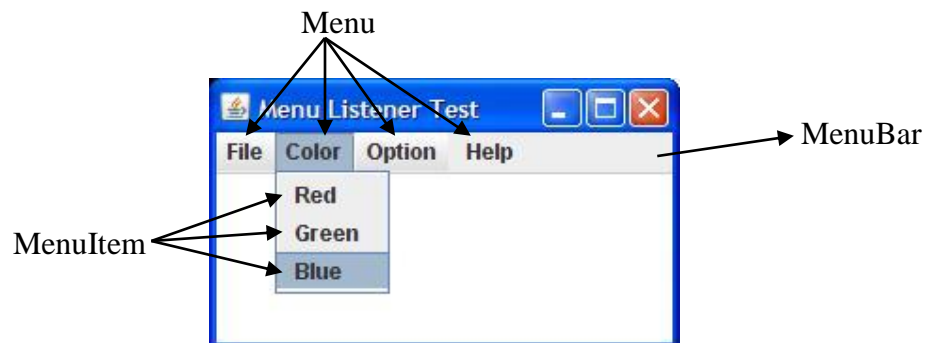 Menu
Menu Listener Test
MenuBar
File Color Option Help
Red
Green
MenuItem
Blue